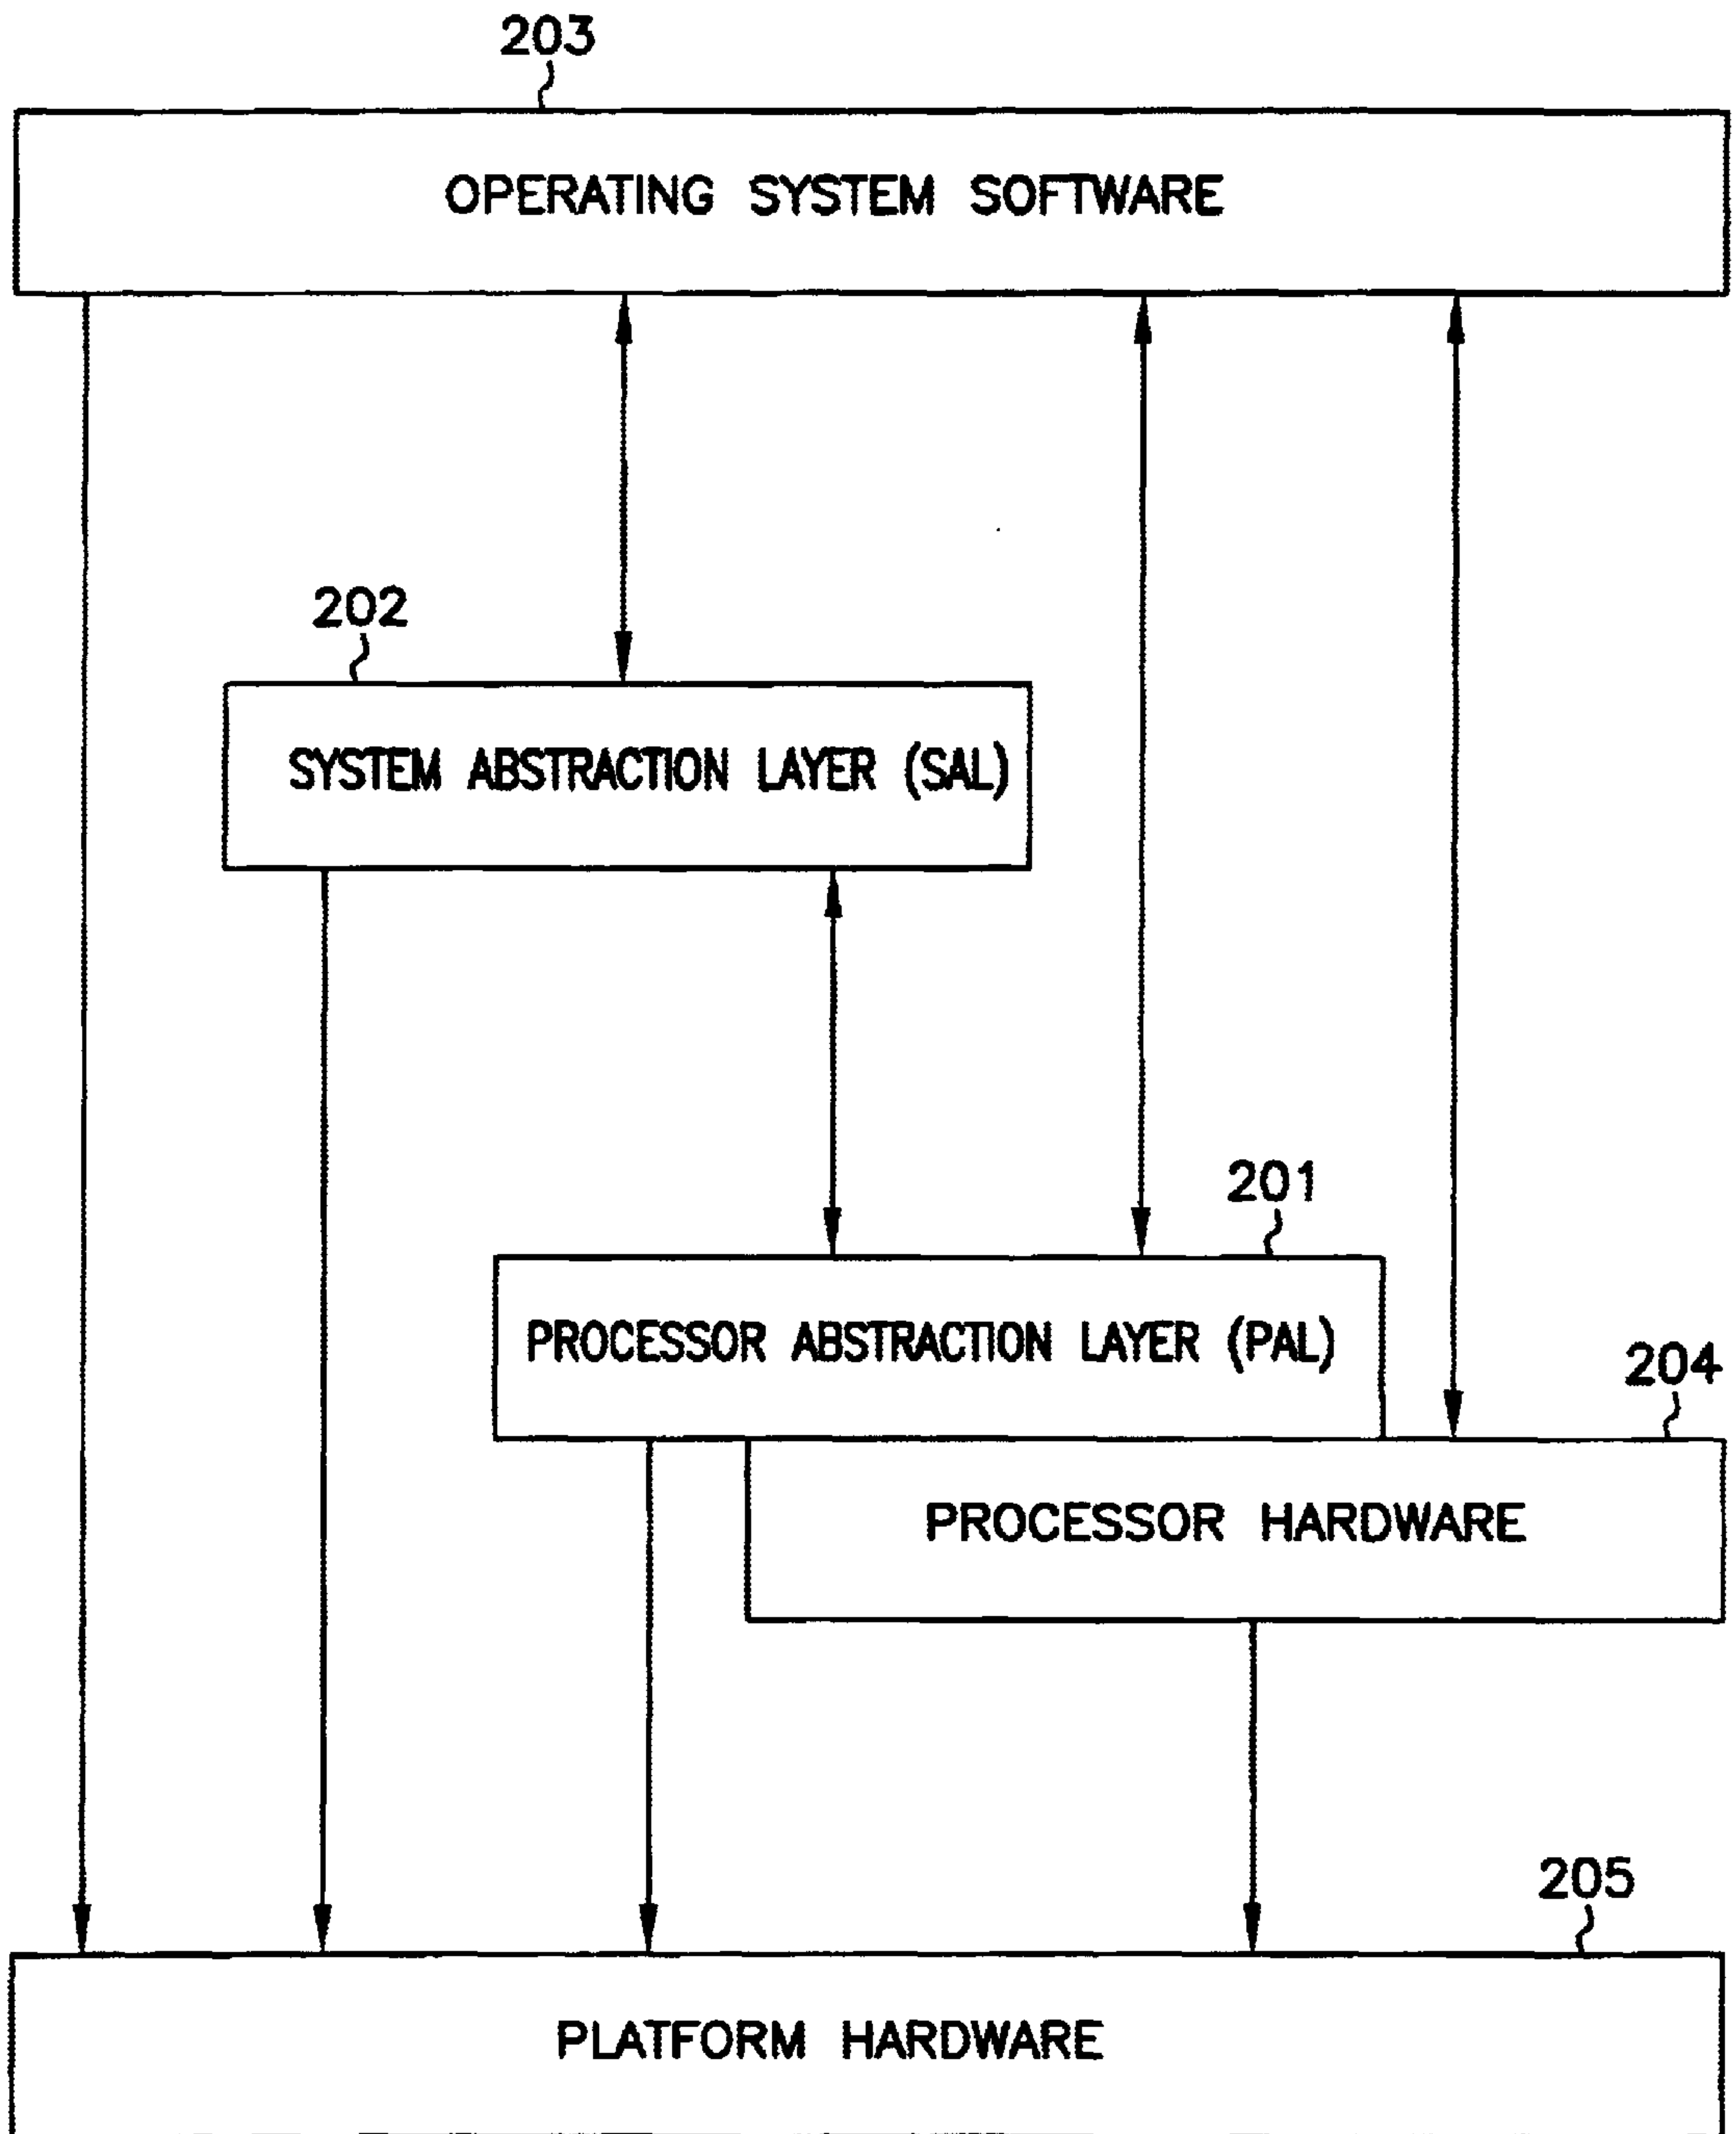 203
OPERATING SYSTEM SOFTWARE
202
SYSTEM ABSTRACTION LAYER (SAL)
201
PROCESSOR ABSTRACTION LAYER (PAL)
204
PROCESSOR HARDWARE
205
PLATFORM HARDWARE